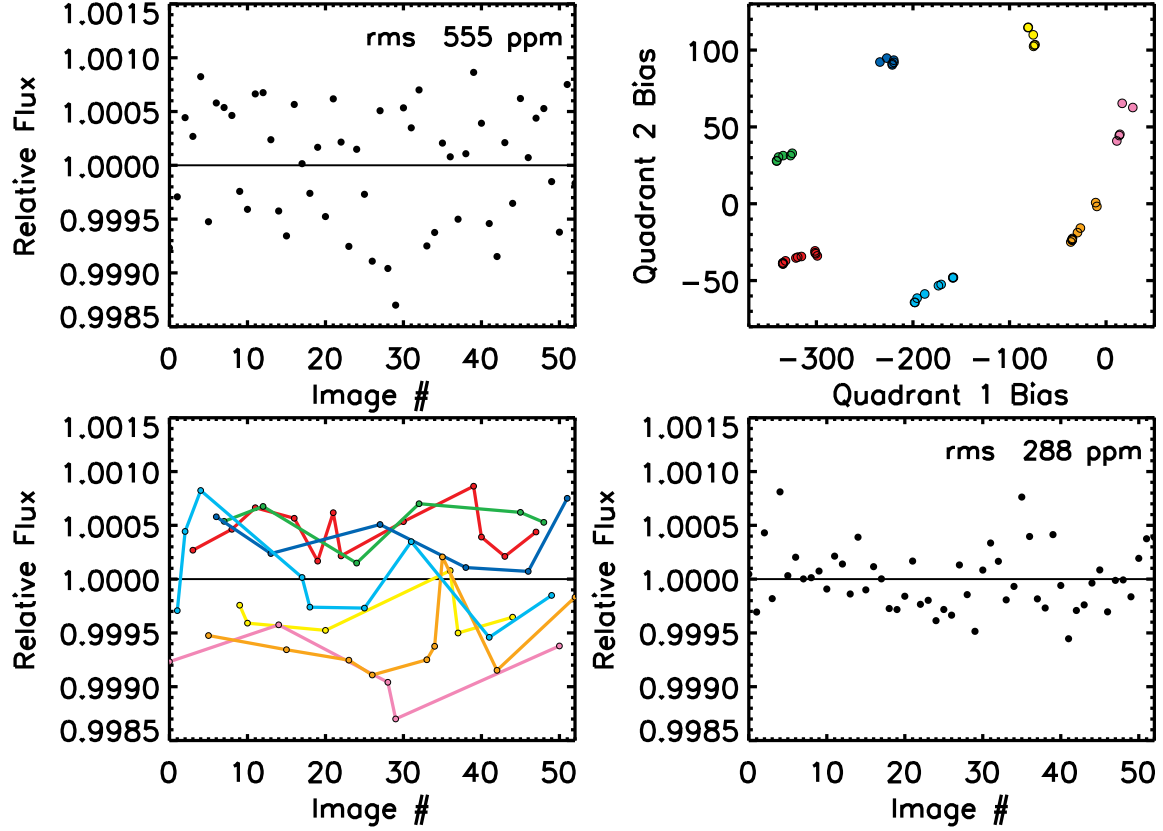 1.0015
1.0010
1.0005
1.0000
0.9995
0.9990
0.9985
Relative Flux
rms 555 ppm
0 10 20 30 40 50
Image #
100
50
0
−50
Quadrant 2 Bias
−300 −200 −100 0
Quadrant 1 Bias
1.0015
1.0010
1.0005
1.0000
0.9995
0.9990
0.9985
Relative Flux
0 10 20 30 40 50
Image #
1.0015
1.0010
1.0005
1.0000
0.9995
0.9990
0.9985
Relative Flux
rms 288 ppm
0 10 20 30 40 50
Image #